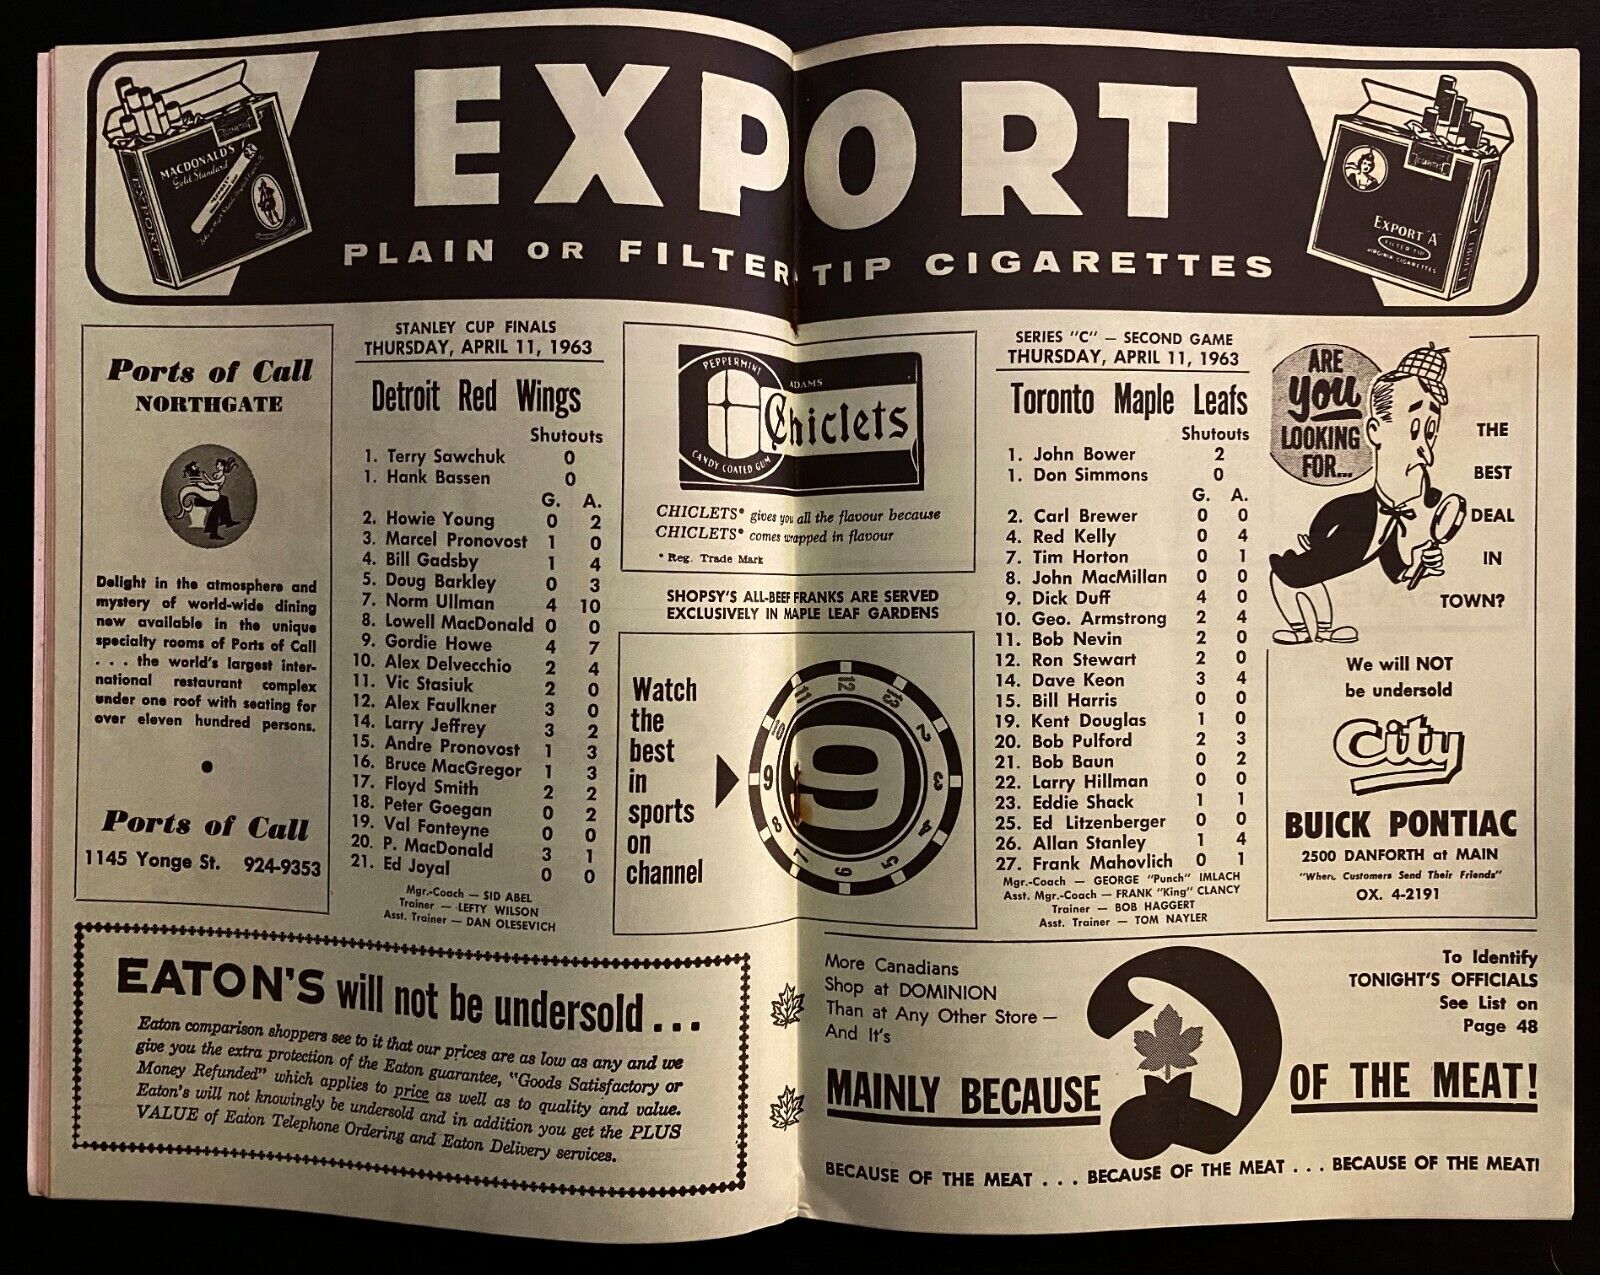 EXPORT
PLAIN OR FILTER TIP CIGARETTES
MACDONALD'S
Gold Standard
EXPORT
EXPORT "A"
FILTER TIP
VIRGINIA CIGARETTES
Ports of Call
NORTHGATE
Delight in the atmosphere and
mystery of world-wide dining
now available in the unique
specialty rooms of Ports of Call
. . . the world's largest inter-
national restaurant complex
under one roof with seating for
over eleven hundred persons.
Ports of Call
1145 Yonge St. 924-9353
STANLEY CUP FINALS
THURSDAY, APRIL 11, 1963
Detroit Red Wings
Shutouts
1. Terry Sawchuk 0
1. Hank Bassen 0
G. A.
2. Howie Young 0 2
3. Marcel Pronovost 1 0
4. Bill Gadsby 1 4
5. Doug Barkley 0 3
7. Norm Ullman 4 10
8. Lowell MacDonald 0 0
9. Gordie Howe 4 7
10. Alex Delvecchio 2 4
11. Vic Stasiuk 2 0
12. Alex Faulkner 3 0
14. Larry Jeffrey 3 2
15. Andre Pronovost 1 3
16. Bruce MacGregor 1 3
17. Floyd Smith 2 2
18. Peter Goegan 0 2
19. Val Fonteyne 0 0
20. P. MacDonald 3 1
21. Ed Joyal 0 0
Mgr.-Coach — SID ABEL
Trainer — LEFTY WILSON
Asst. Trainer — DAN OLESEVICH
PEPPERMINT
ADAMS
Chiclets
CANDY COATED GUM
CHICLETS* gives you all the flavour because
CHICLETS* comes wrapped in flavour
* Reg. Trade Mark
SHOPSY'S ALL-BEEF FRANKS ARE SERVED
EXCLUSIVELY IN MAPLE LEAF GARDENS
Watch
the
best
in
sports
on
channel
9
11 12 1 2 3 4 5 6 7 8 9 10
SERIES "C" — SECOND GAME
THURSDAY, APRIL 11, 1963
Toronto Maple Leafs
Shutouts
1. John Bower 2
1. Don Simmons 0
G. A.
2. Carl Brewer 0 0
4. Red Kelly 0 4
7. Tim Horton 0 1
8. John MacMillan 0 0
9. Dick Duff 4 0
10. Geo. Armstrong 2 4
11. Bob Nevin 2 0
12. Ron Stewart 2 0
14. Dave Keon 3 4
15. Bill Harris 0 0
19. Kent Douglas 1 0
20. Bob Pulford 2 3
21. Bob Baun 0 2
22. Larry Hillman 0 0
23. Eddie Shack 1 1
25. Ed Litzenberger 0 0
26. Allan Stanley 1 4
27. Frank Mahovlich 0 1
Mgr.-Coach — GEORGE "Punch" IMLACH
Asst. Mgr.-Coach — FRANK "King" CLANCY
Trainer — BOB HAGGERT
Asst. Trainer — TOM NAYLER
ARE
you
LOOKING
FOR...
THE
BEST
DEAL
IN
TOWN?
We will NOT
be undersold
City
BUICK PONTIAC
2500 DANFORTH at MAIN
"When Customers Send Their Friends"
OX. 4-2191
EATON'S will not be undersold . . .
Eaton comparison shoppers see to it that our prices are as low as any and we
give you the extra protection of the Eaton guarantee, "Goods Satisfactory or
Money Refunded" which applies to price as well as to quality and value.
Eaton's will not knowingly be undersold and in addition you get the PLUS
VALUE of Eaton Telephone Ordering and Eaton Delivery services.
More Canadians
Shop at DOMINION
Than at Any Other Store —
And It's
MAINLY BECAUSE OF THE MEAT!
To Identify
TONIGHT'S OFFICIALS
See List on
Page 48
BECAUSE OF THE MEAT . . . BECAUSE OF THE MEAT . . . BECAUSE OF THE MEAT!